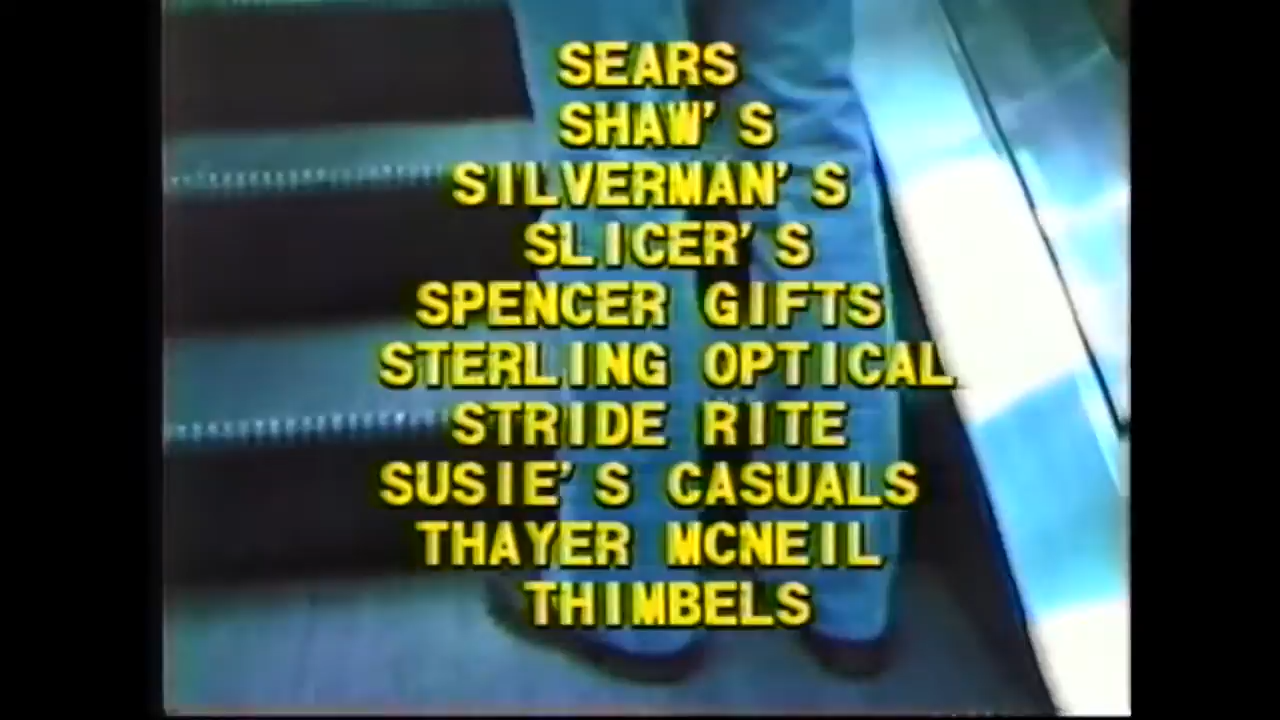 SEARS
SHAW'S
SILVERMAN'S
SLICER'S
SPENCER GIFTS
STERLING OPTICAL
STRIDE RITE
SUSIE'S CASUALS
THAYER MCNEIL
THIMBELS